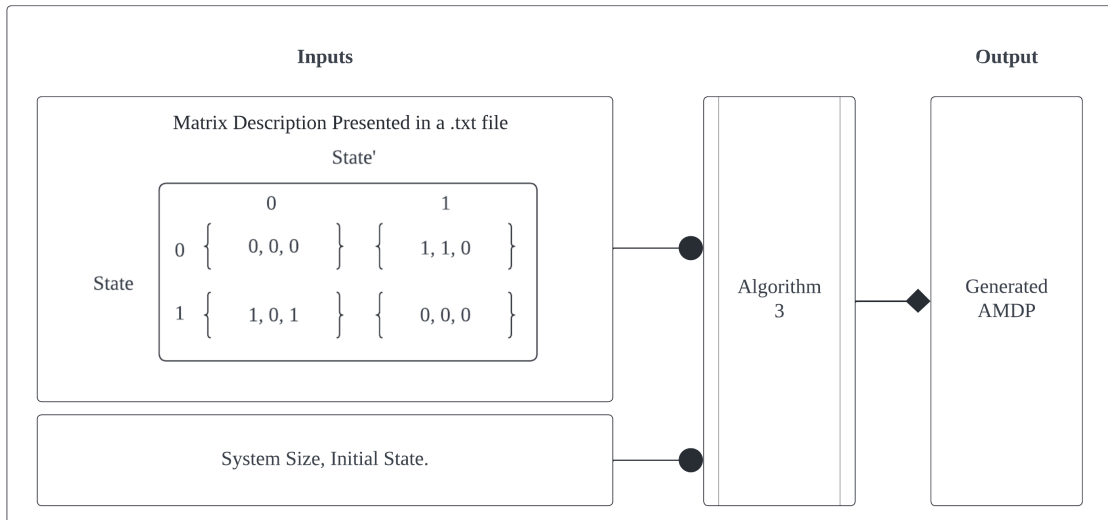 Inputs
Output
Matrix Description Presented in a .txt file
State'
0 1
0 { 0, 0, 0 } { 1, 1, 0 }
State
1 { 1, 0, 1 } { 0, 0, 0 }
System Size, Initial State.
Algorithm
3
Generated
AMDP